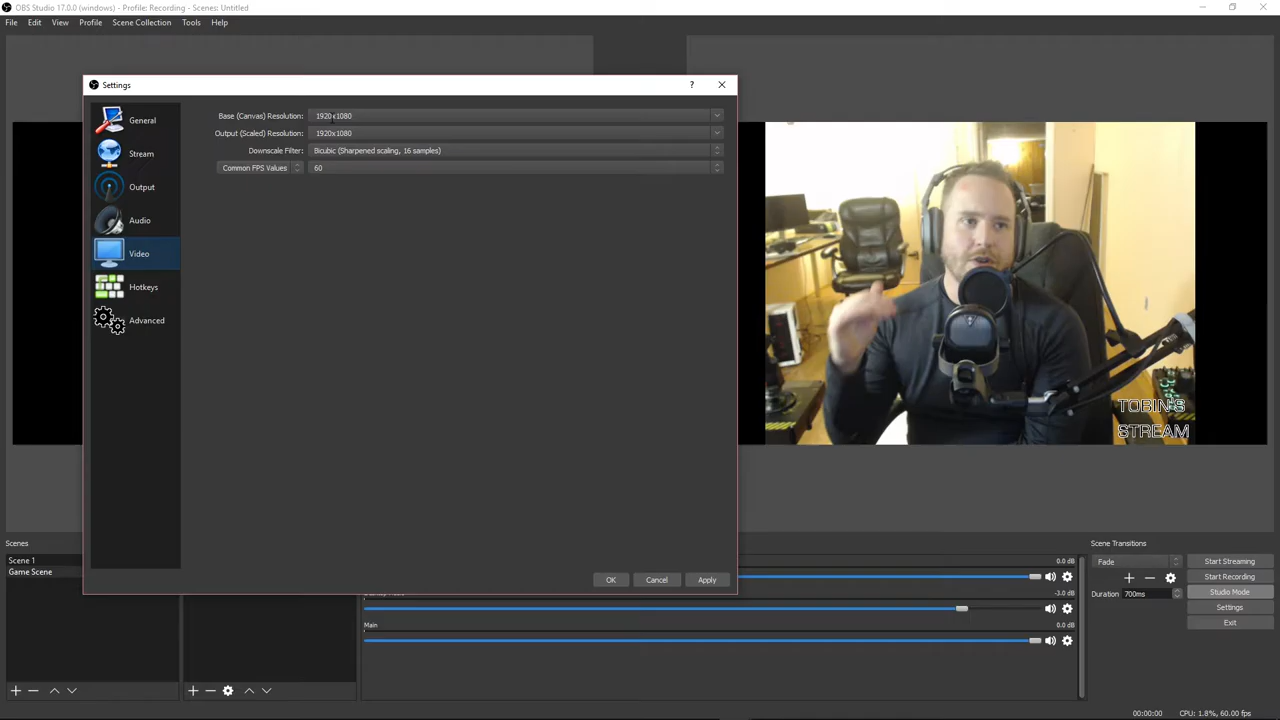 OBS Studio 17.0.0 (windows) - Profile: Recording - Scenes: Untitled
File Edit View Profile Scene Collection Tools Help
Settings
?
General
Stream
Output
Audio
Video
Hotkeys
Advanced
Base (Canvas) Resolution: 1920x1080
Output (Scaled) Resolution: 1920x1080
Downscale Filter: Bicubic (Sharpened scaling, 16 samples)
Common FPS Values 60
OK Cancel Apply
TOBIN'S
STREAM
Scenes
Scene 1
Game Scene
0.0 dB
-3.0 dB
Main 0.0 dB
Scene Transitions
Fade
Duration 700ms
Start Streaming
Start Recording
Studio Mode
Settings
Exit
00:00:00 CPU: 1.8%, 60.00 fps